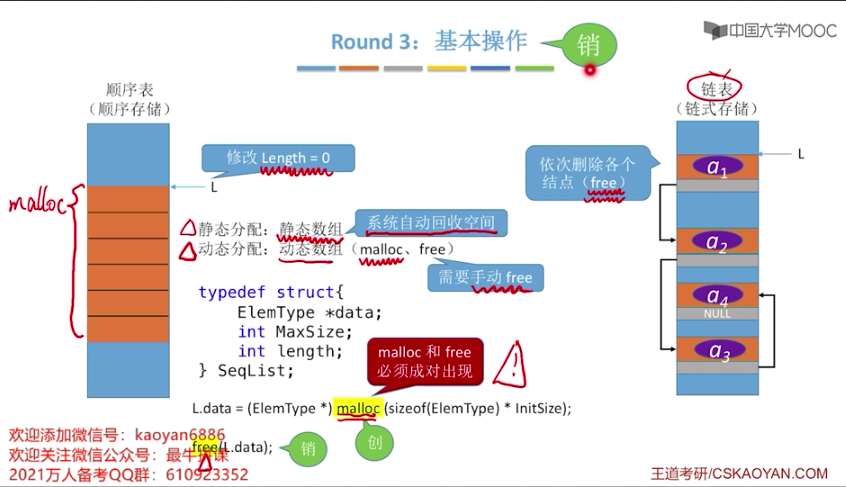 Round 3：基本操作
销
中国大学MOOC
顺序表
（顺序存储）
修改 Length = 0
L
malloc
静态分配：静态数组
系统自动回收空间
动态分配：动态数组（malloc、free）
需要手动 free
typedef struct{
ElemType *data;
int MaxSize;
int length;
} SeqList;
malloc 和 free
必须成对出现
L.data = (ElemType *) malloc (sizeof(ElemType) * InitSize);
创
free(L.data);
销
链表
（链式存储）
依次删除各个
结点（free）
L
a1
a2
a4
NULL
a3
欢迎添加微信号：kaoyan6886
欢迎关注微信公众号：最牛授课
2021万人备考QQ群：610923352
王道考研/CSKAOYAN.COM